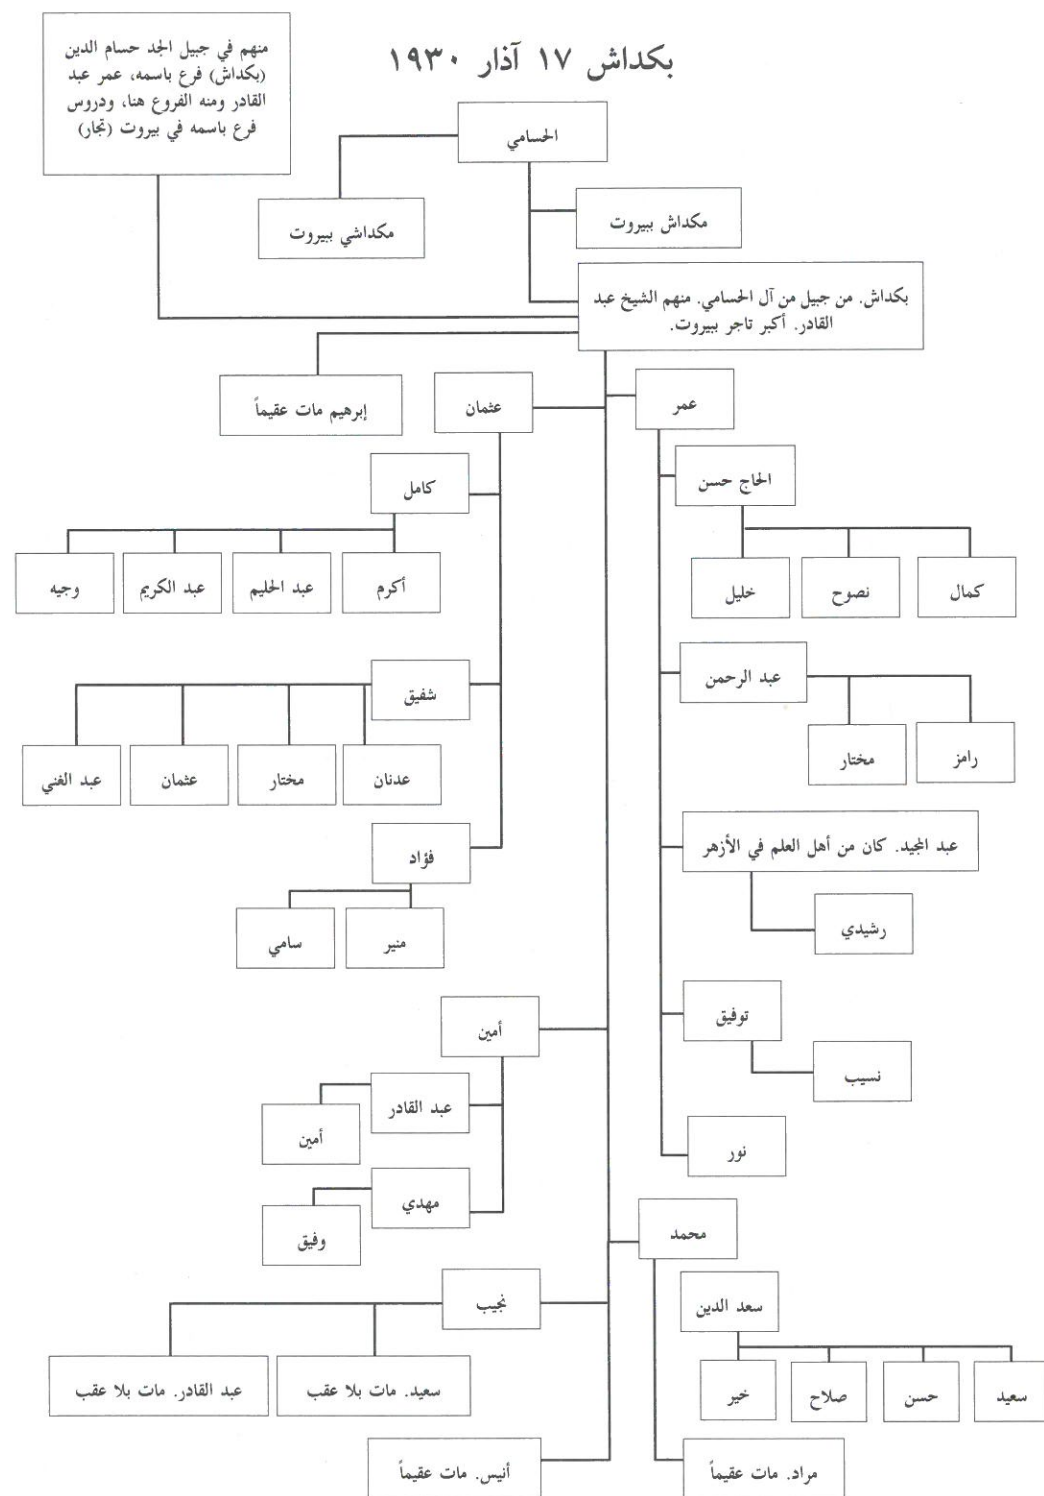 بكداش ١٧ آذار ١٩٣٠
منهم في جبيل الجد حسام الدين
(بكداش) فرع باسمه، عمر عبد
القادر ومنه الفروع هنا، ودروس
فرع باسمه في بيروت (تجار)
الحسامي
مكداش ببيروت
مكداشي ببيروت
بكداش. من جبيل من آل الحسامي. منهم الشيخ عبد
القادر. أكبر تاجر ببيروت.
إبرهيم مات عقيماً
عمر
عثمان
الحاج حسن
كامل
كمال
نصوح
خليل
أكرم
عبد الحليم
عبد الكريم
وجيه
عبد الرحمن
شفيق
رامز
مختار
عدنان
مختار
عثمان
عبد الغني
عبد المجيد. كان من أهل العلم في الأزهر
فؤاد
رشيدي
منير
سامي
توفيق
أمين
نسيب
عبد القادر
أمين
نور
مهدي
وفيق
محمد
نجيب
سعد الدين
سعيد
حسن
صلاح
خير
سعيد. مات بلا عقب
عبد القادر. مات بلا عقب
مراد. مات عقيماً
أنيس. مات عقيماً